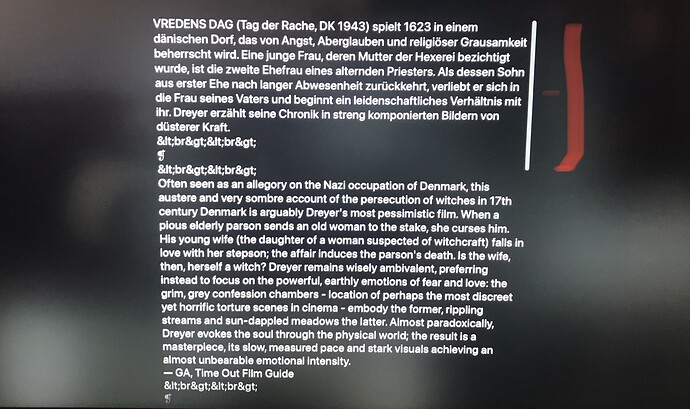 VREDENS DAG (Tag der Rache, DK 1943) spielt 1623 in einem
dänischen Dorf, das von Angst, Aberglauben und religiöser Grausamkeit
beherrscht wird. Eine junge Frau, deren Mutter der Hexerei bezichtigt
wurde, ist die zweite Ehefrau eines alternden Priesters. Als dessen Sohn
aus erster Ehe nach langer Abwesenheit zurückkehrt, verliebt er sich in
die Frau seines Vaters und beginnt ein leidenschaftliches Verhältnis mit
ihr. Dreyer erzählt seine Chronik in streng komponierten Bildern von
düsterer Kraft.
&lt;br&gt;&lt;br&gt;
¶
&lt;br&gt;&lt;br&gt;
Often seen as an allegory on the Nazi occupation of Denmark, this
austere and very sombre account of the persecution of witches in 17th
century Denmark is arguably Dreyer's most pessimistic film. When a
pious elderly parson sends an old woman to the stake, she curses him.
His young wife (the daughter of a woman suspected of witchcraft) falls in
love with her stepson; the affair induces the parson's death. Is the wife,
then, herself a witch? Dreyer remains wisely ambivalent, preferring
instead to focus on the powerful, earthly emotions of fear and love: the
grim, grey confession chambers - location of perhaps the most discreet
yet horrific torture scenes in cinema - embody the former, rippling
streams and sun-dappled meadows the latter. Almost paradoxically,
Dreyer evokes the soul through the physical world; the result is a
masterpiece, its slow, measured pace and stark visuals achieving an
almost unbearable emotional intensity.
— GA, Time Out Film Guide
&lt;br&gt;&lt;br&gt;
¶